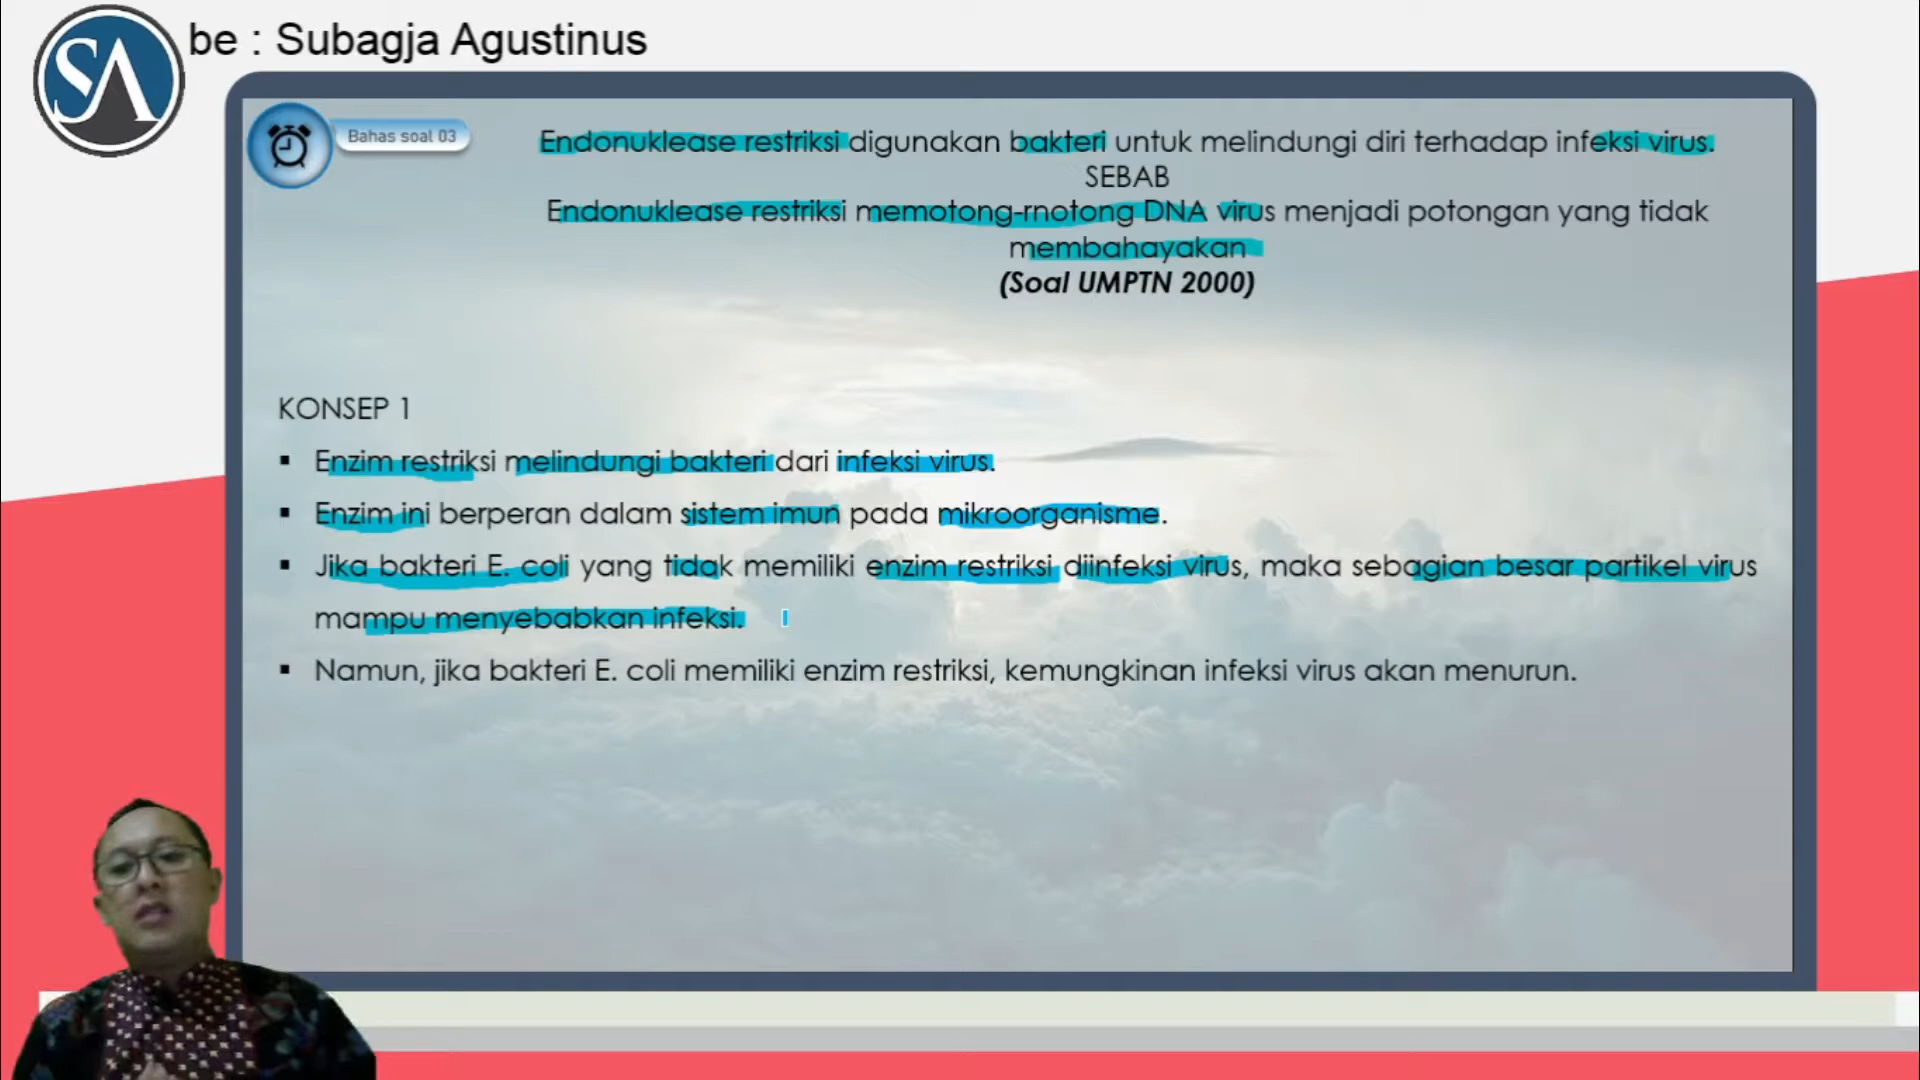 SA
be : Subagja Agustinus
Bahas soal 03
Endonuklease restriksi digunakan bakteri untuk melindungi diri terhadap infeksi virus.
SEBAB
Endonuklease restriksi memotong-rnotong DNA virus menjadi potongan yang tidak
membahayakan
(Soal UMPTN 2000)
KONSEP 1
▪ Enzim restriksi melindungi bakteri dari infeksi virus.
▪ Enzim ini berperan dalam sistem imun pada mikroorganisme.
▪ Jika bakteri E. coli yang tidak memiliki enzim restriksi diinfeksi virus, maka sebagian besar partikel virus
mampu menyebabkan infeksi.
▪ Namun, jika bakteri E. coli memiliki enzim restriksi, kemungkinan infeksi virus akan menurun.